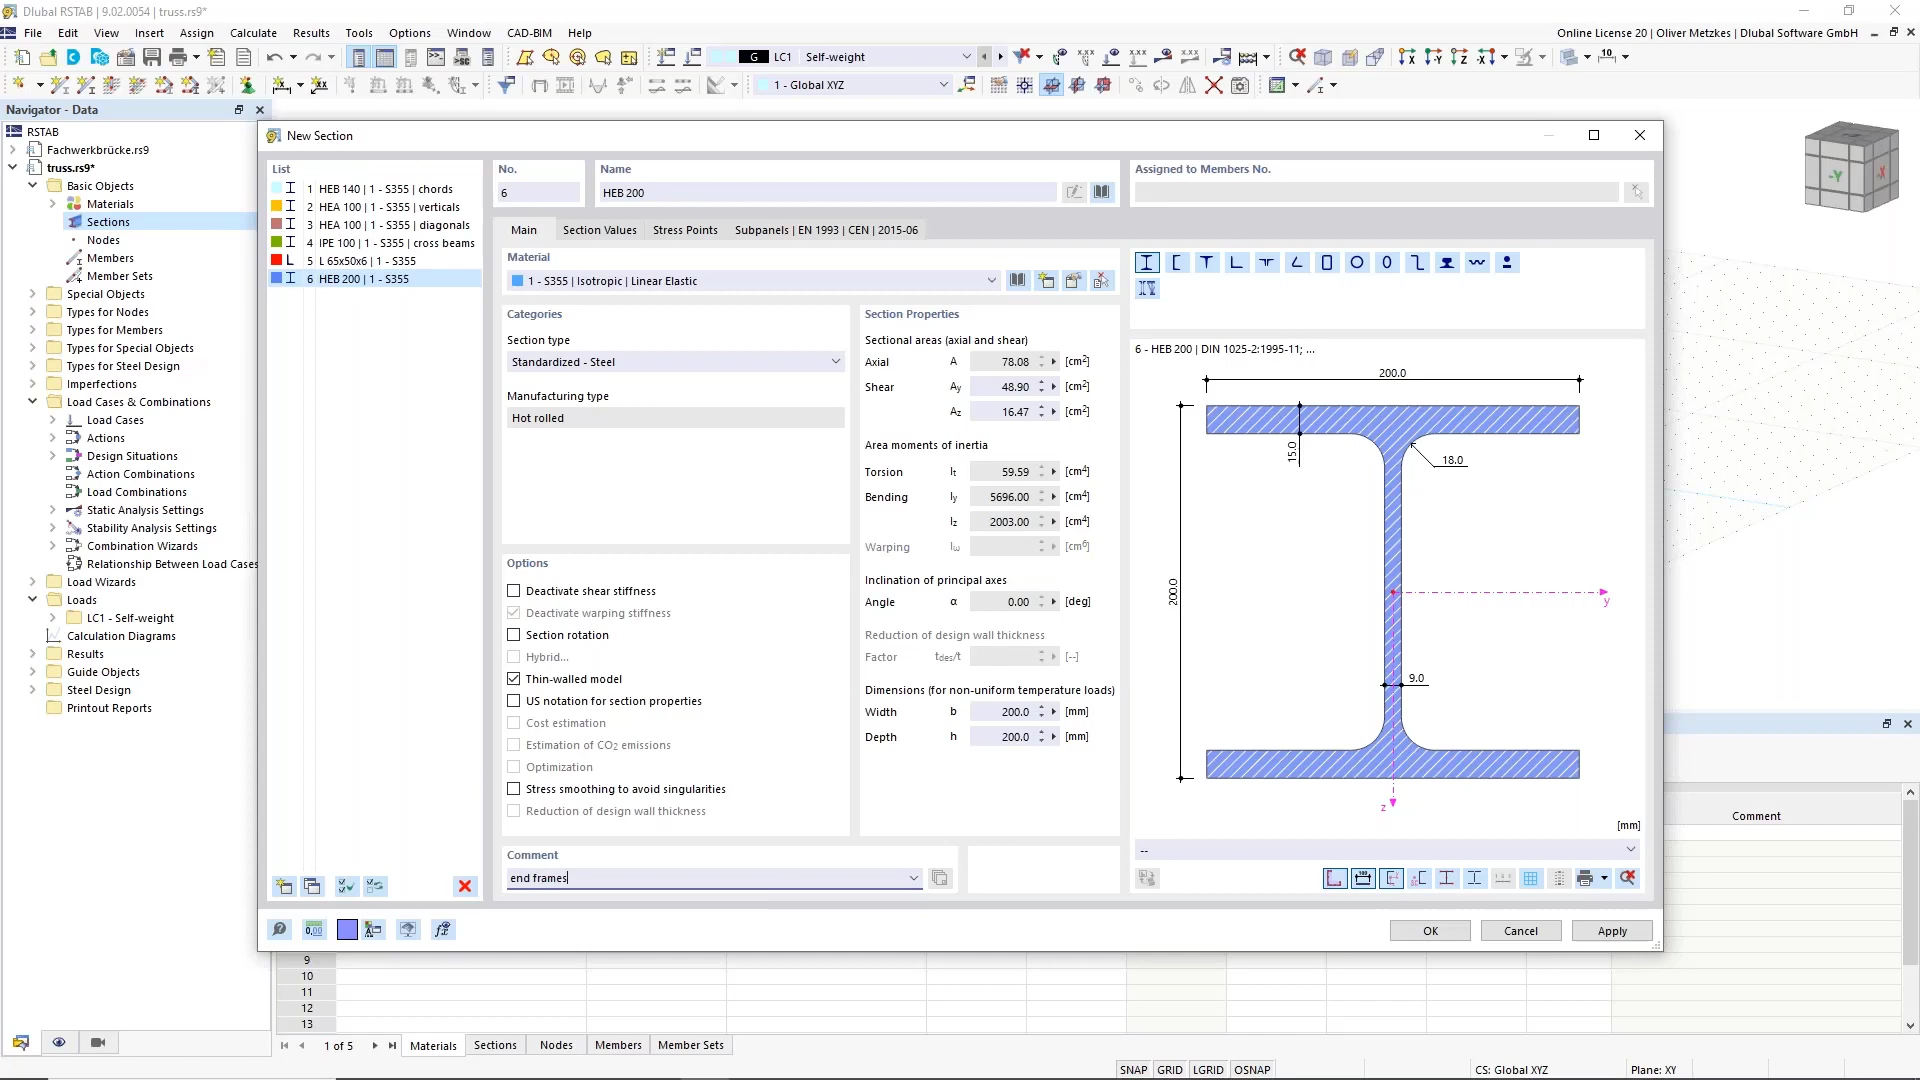 Dlubal RSTAB | 9.02.0054 | truss.rs9*
File Edit View Insert Assign Calculate Results Tools Options Window CAD-BIM Help
Online License 20 | Oliver Metzkes | Dlubal Software GmbH
G LC1 Self-weight
1 - Global XYZ
Navigator - Data
RSTAB
Fachwerkbrücke.rs9
truss.rs9*
Basic Objects
Materials
Sections
Nodes
Members
Member Sets
Special Objects
Types for Nodes
Types for Members
Types for Special Objects
Types for Steel Design
Imperfections
Load Cases & Combinations
Load Cases
Actions
Design Situations
Action Combinations
Load Combinations
Static Analysis Settings
Stability Analysis Settings
Combination Wizards
Relationship Between Load Cases
Load Wizards
Loads
LC1 - Self-weight
Calculation Diagrams
Results
Guide Objects
Steel Design
Printout Reports
New Section
List
1 HEB 140 | 1 - S355 | chords
2 HEA 100 | 1 - S355 | verticals
3 HEA 100 | 1 - S355 | diagonals
4 IPE 100 | 1 - S355 | cross beams
5 L 65x50x6 | 1 - S355
6 HEB 200 | 1 - S355
No.
6
Name
HEB 200
Assigned to Members No.
Main Section Values Stress Points Subpanels | EN 1993 | CEN | 2015-06
Material
1 - S355 | Isotropic | Linear Elastic
Categories
Section type
Standardized - Steel
Manufacturing type
Hot rolled
Options
Deactivate shear stiffness
Deactivate warping stiffness
Section rotation
Hybrid...
Thin-walled model
US notation for section properties
Cost estimation
Estimation of CO2 emissions
Optimization
Stress smoothing to avoid singularities
Reduction of design wall thickness
Comment
end frames
Section Properties
Sectional areas (axial and shear)
Axial A 78.08 [cm2]
Shear Ay 48.90 [cm2]
Az 16.47 [cm2]
Area moments of inertia
Torsion It 59.59 [cm4]
Bending Iy 5696.00 [cm4]
Iz 2003.00 [cm4]
Warping Iω [cm6]
Inclination of principal axes
Angle α 0.00 [deg]
Reduction of design wall thickness
Factor tdes/t [--]
Dimensions (for non-uniform temperature loads)
Width b 200.0 [mm]
Depth h 200.0 [mm]
6 - HEB 200 | DIN 1025-2:1995-11; ...
200.0
15.0
18.0
200.0
y
9.0
z
[mm]
--
OK Cancel Apply
-Y
-X
Comment
9
10
11
12
13
1 of 5 Materials Sections Nodes Members Member Sets
SNAP GRID LGRID OSNAP CS: Global XYZ Plane: XY